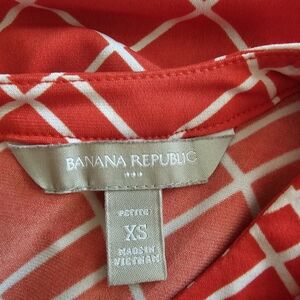 BANANA REPUBLIC
PETITE
XS
MADE IN
VIETNAM